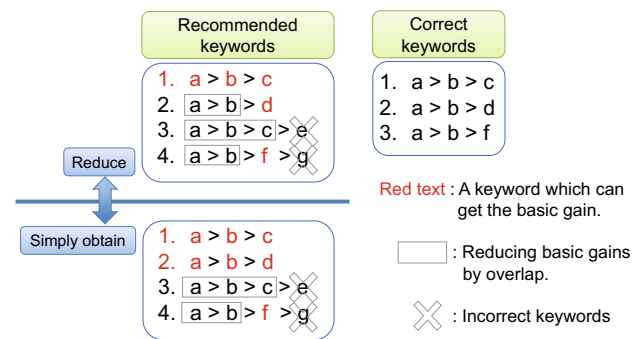 Recommended
keywords
Correct
keywords
1. a > b > c
2. a > b > d
3. a > b > c > e
4. a > b > f > g
1. a > b > c
2. a > b > d
3. a > b > f
Reduce
Simply obtain
1. a > b > c
2. a > b > d
3. a > b > c > e
4. a > b > f > g
Red text : A keyword which can
get the basic gain.
: Reducing basic gains
by overlap.
: Incorrect keywords